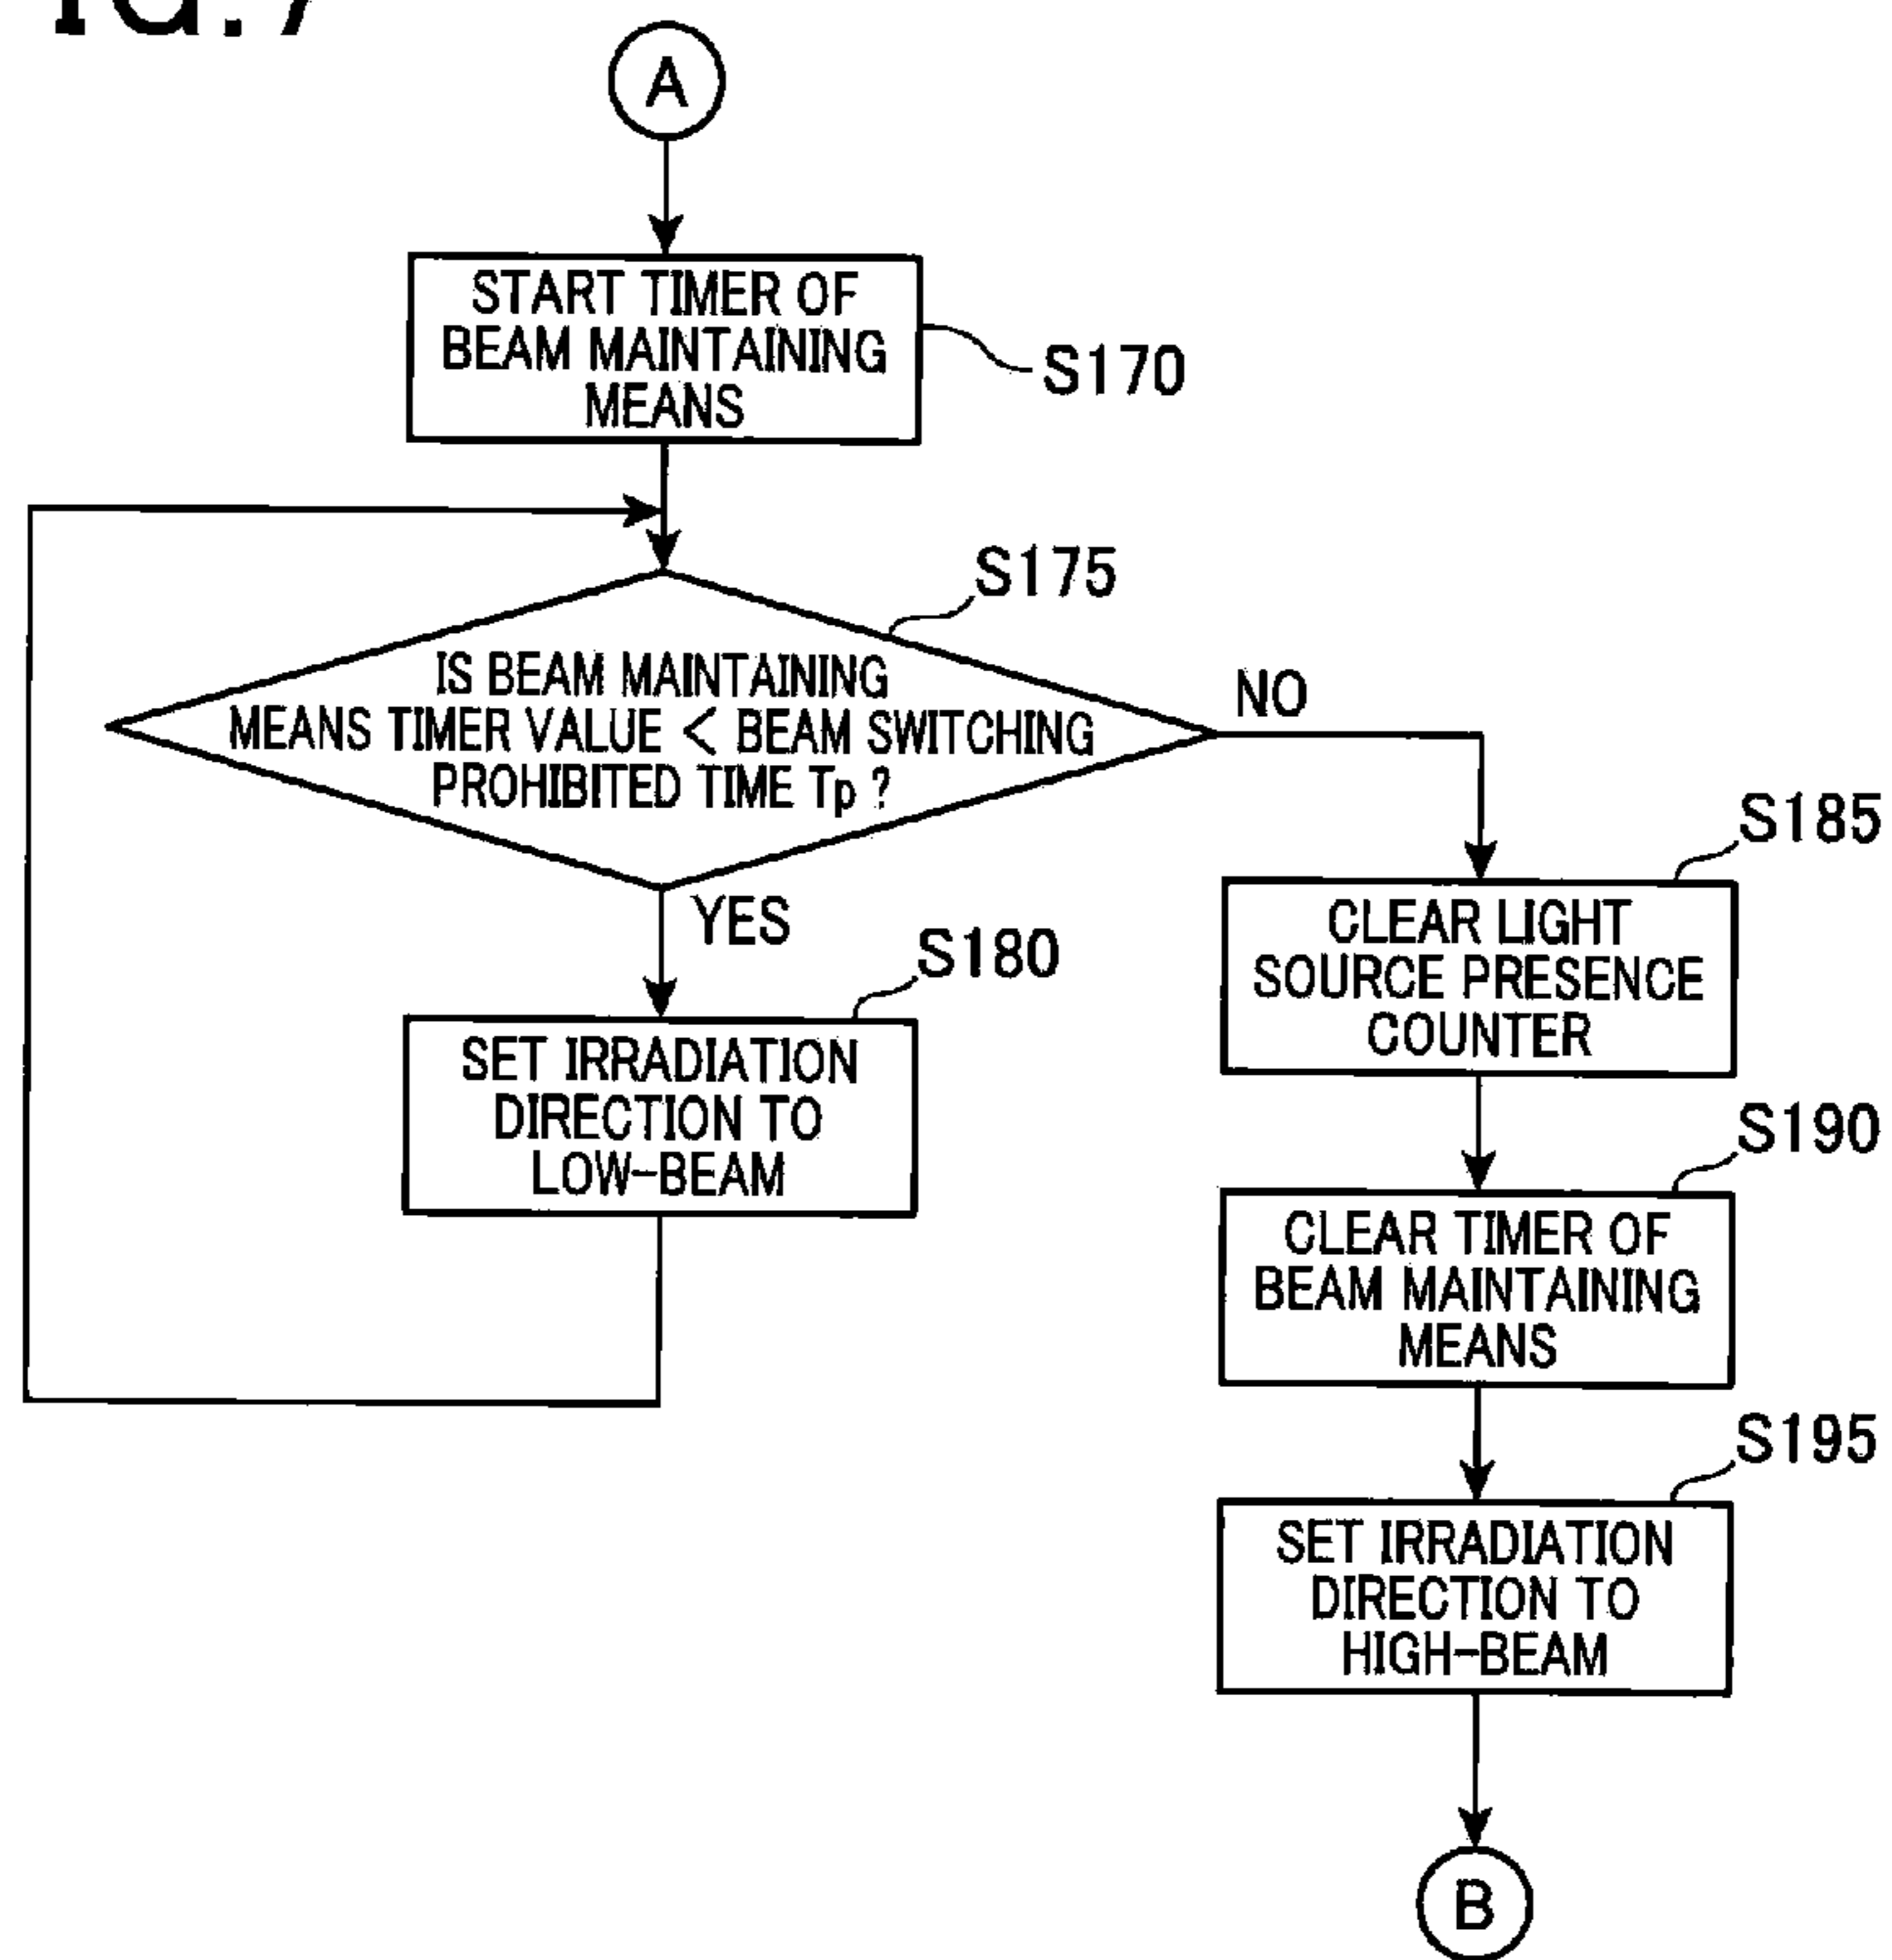 IG.7
A
START TIMER OF
BEAM MAINTAINING
MEANS
S170
S175
IS BEAM MAINTAINING
MEANS TIMER VALUE < BEAM SWITCHING
PROHIBITED TIME Tp ?
NO
YES
S180
SET IRRADIATION
DIRECTION TO
LOW-BEAM
S185
CLEAR LIGHT
SOURCE PRESENCE
COUNTER
S190
CLEAR TIMER OF
BEAM MAINTAINING
MEANS
S195
SET IRRADIATION
DIRECTION TO
HIGH-BEAM
B